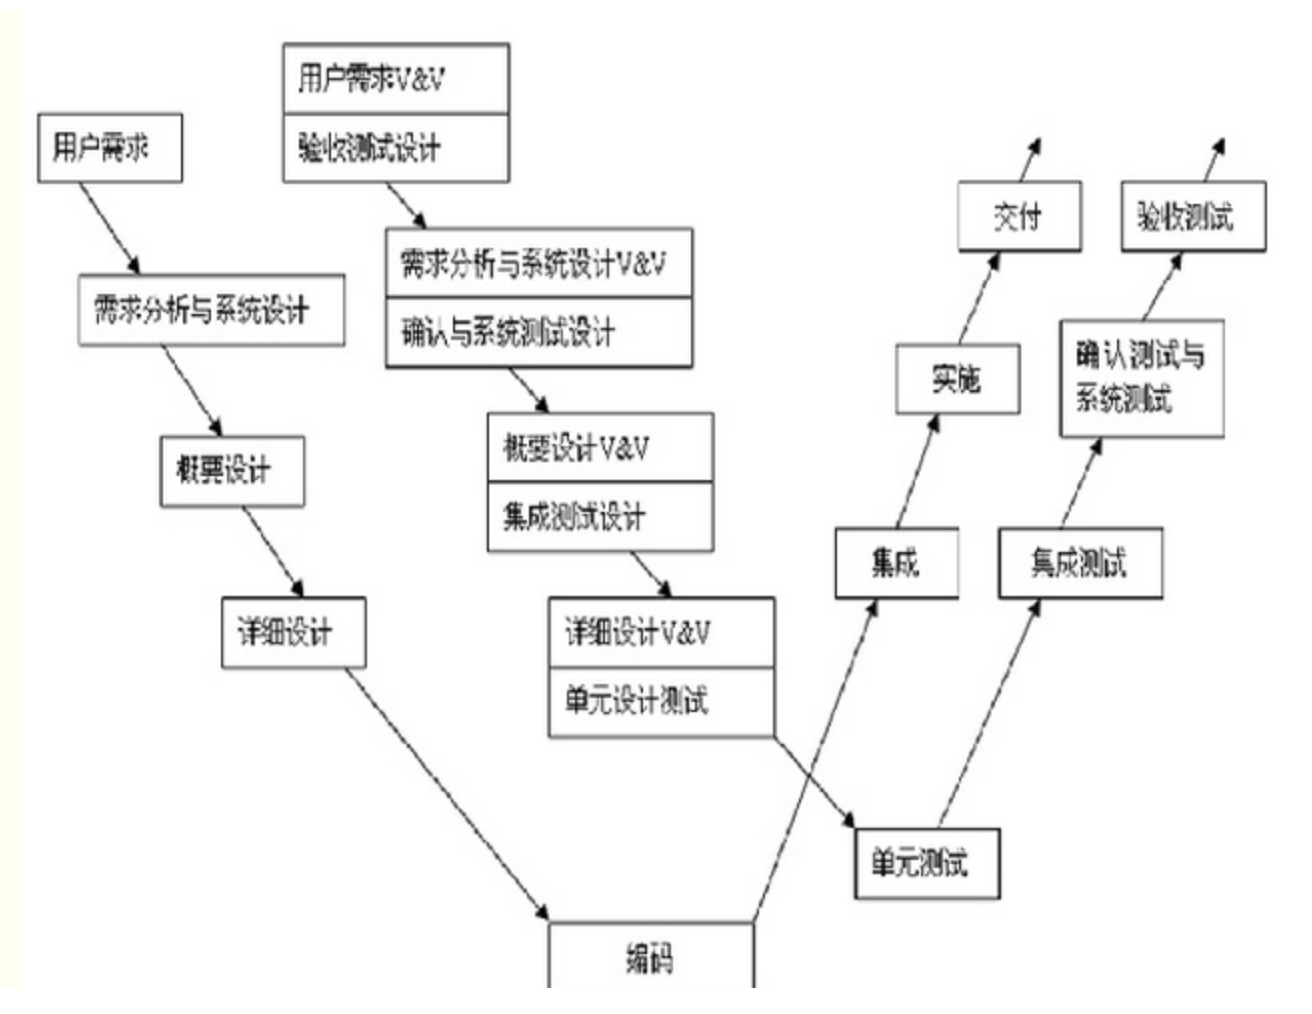 用户需求V&V
验收测试设计
用户需求
需求分析与系统设计V&V
确认与系统测试设计
需求分析与系统设计
概要设计V&V
集成测试设计
概要设计
详细设计V&V
单元设计测试
详细设计
编码
单元测试
集成
集成测试
实施
确认测试与
系统测试
交付
验收测试